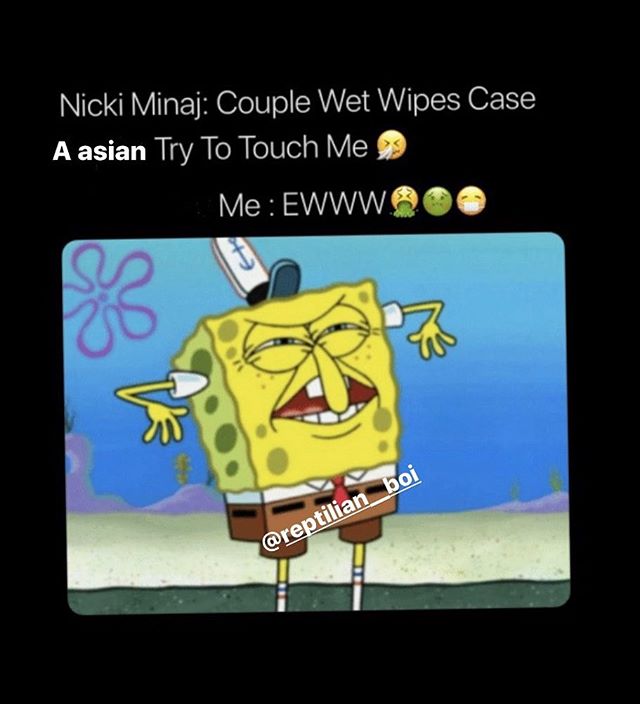 Nicki Minaj: Couple Wet Wipes Case
A asian Try To Touch Me 🤧
Me : EWWW🤮🤢😷
@reptilian_boi